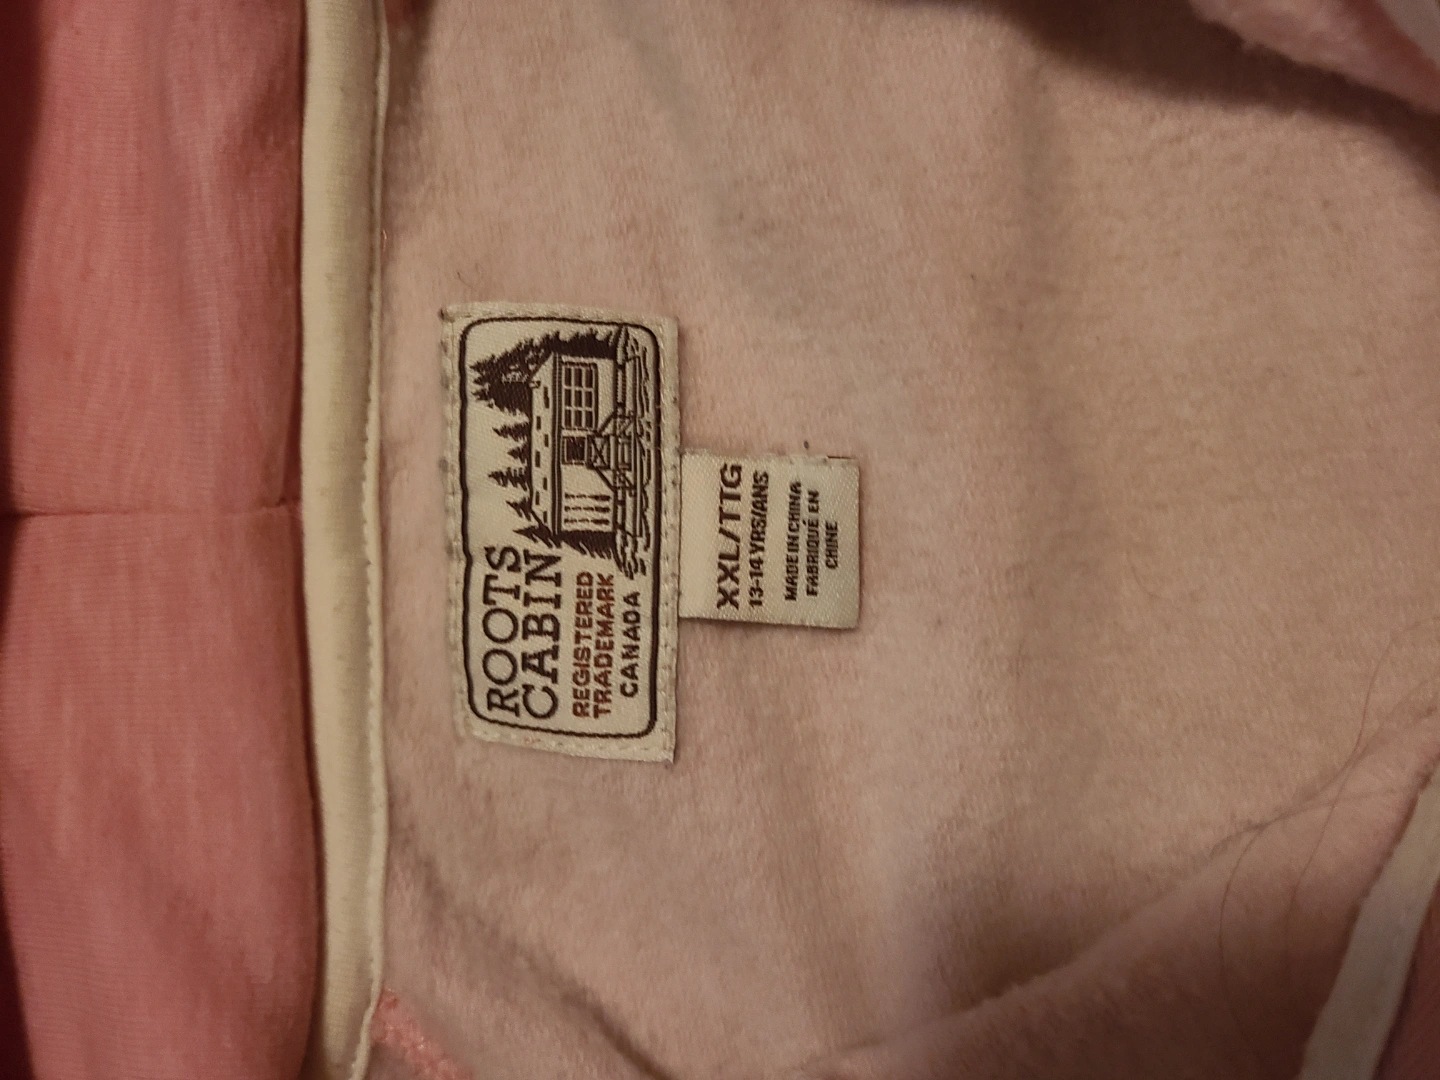 ROOTS
CABIN
REGISTERED
TRADEMARK
CANADA
XXL/TTG
13-14 YRS/ANS
MADE IN CHINA
FABRIQUÉ EN
CHINE